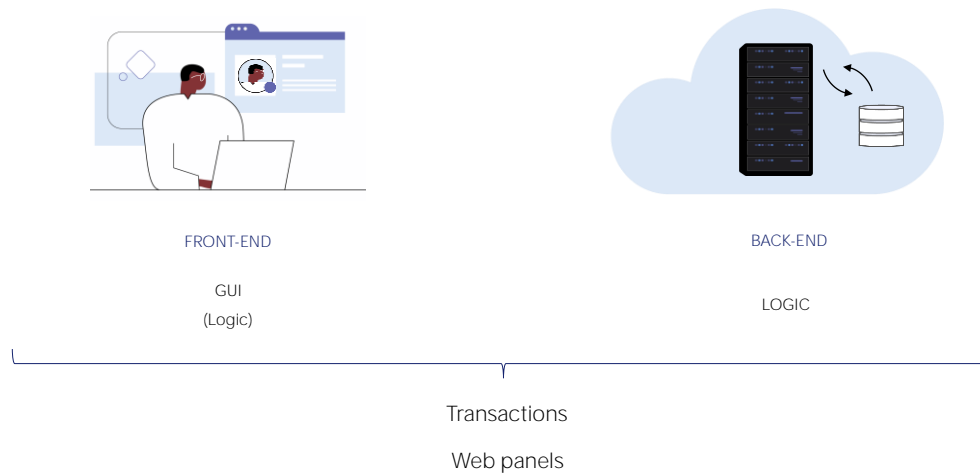 FRONT-END
BACK-END
GUI
(Logic)
LOGIC
Transactions
Web panels